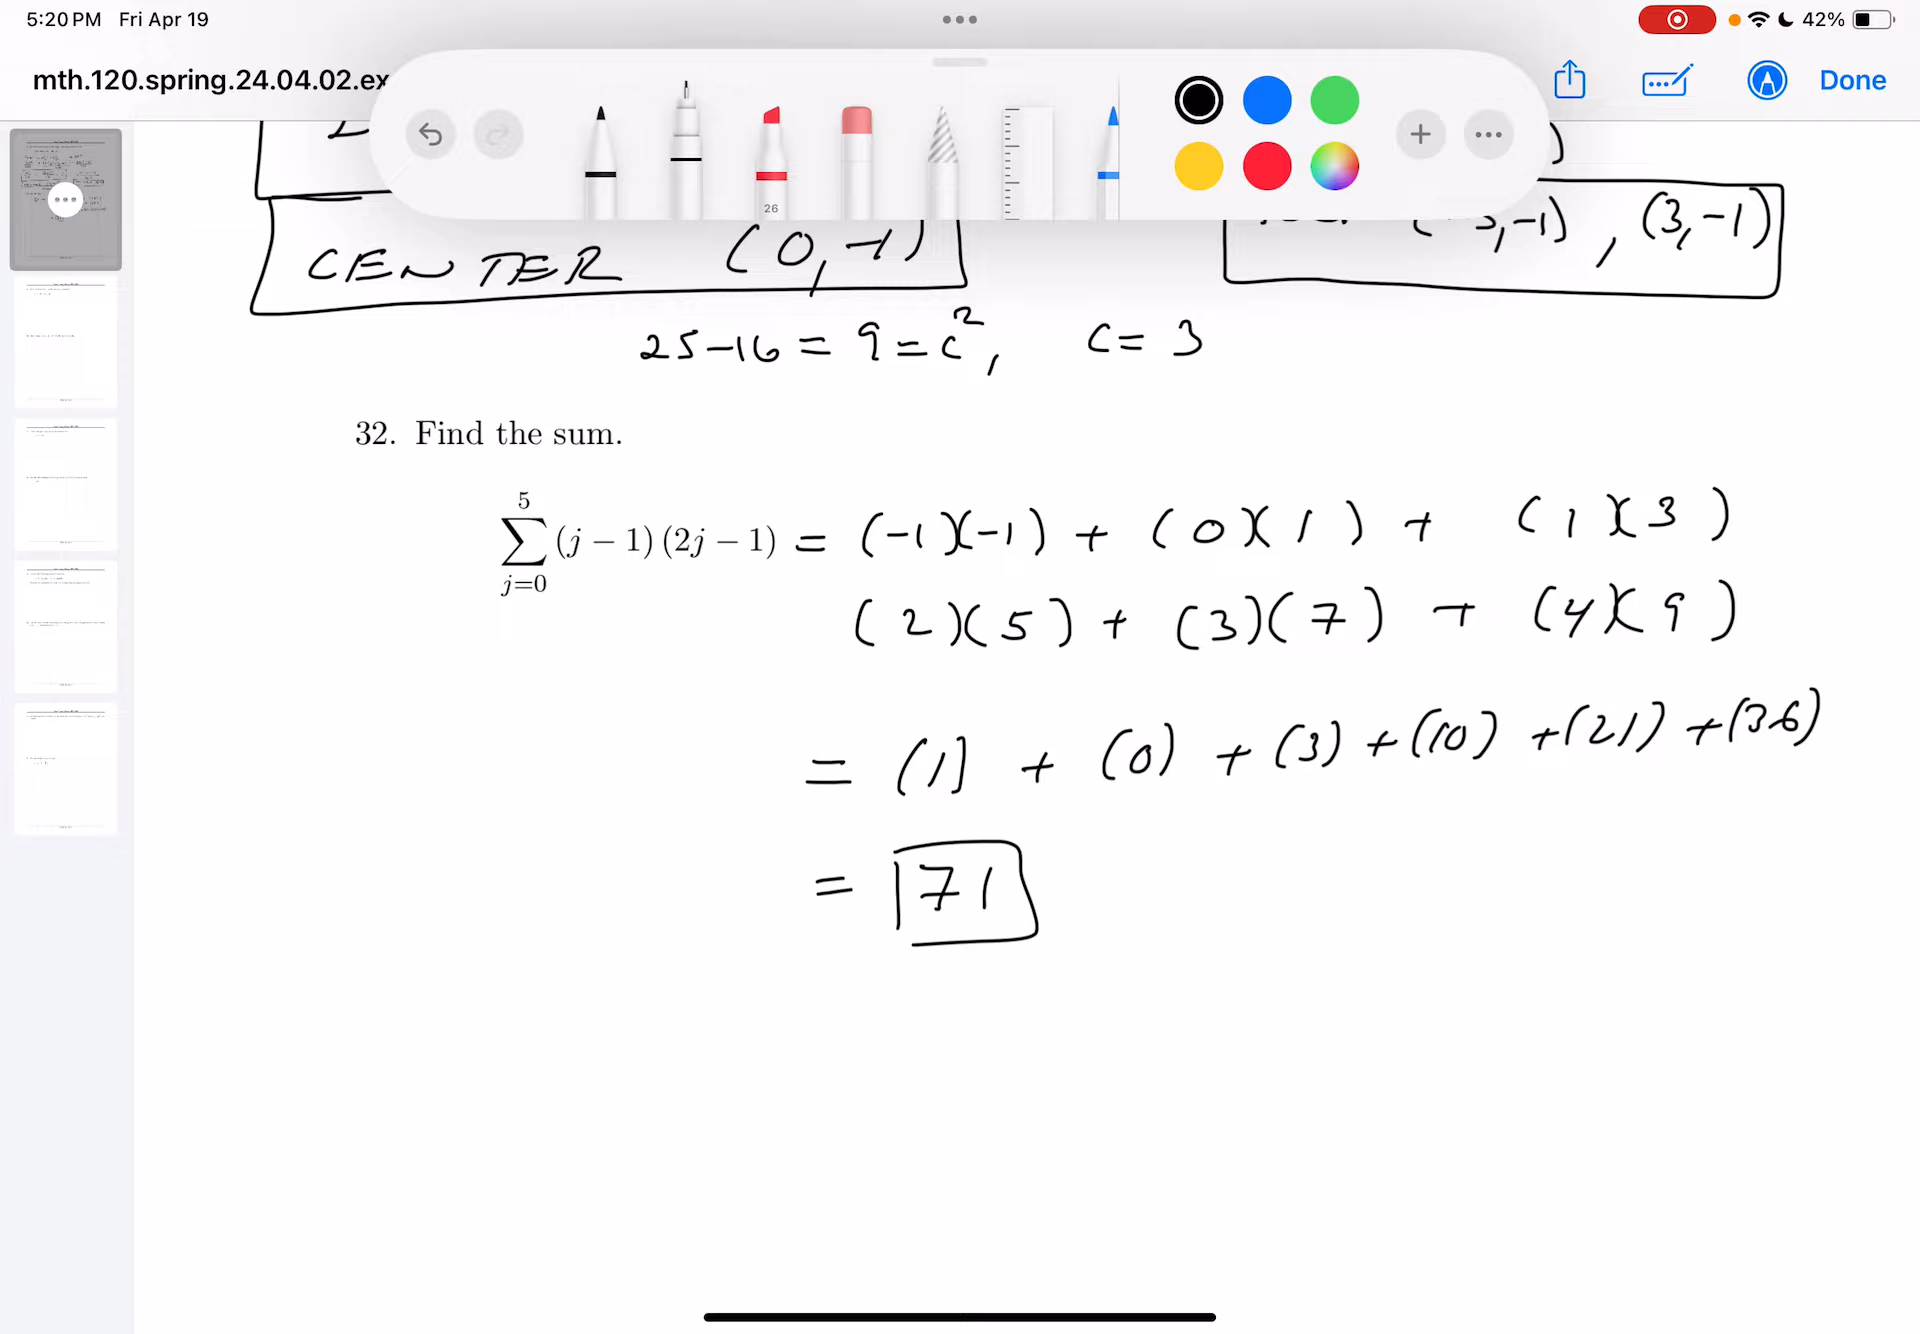 5:20 PM Fri Apr 19
42%
mth.120.spring.24.04.02.ex
Done
26
CENTER (0,-1)
,-1) , (3,-1)
25-16 = 9 = c², c = 3
32. Find the sum.
∑_{j=0}^{5} (j − 1) (2j − 1) = (-1)(-1) + (0)(1) + (1)(3)
(2)(5) + (3)(7) + (4)(9)
= (1) + (0) + (3) + (10) + (21) + (36)
= 71